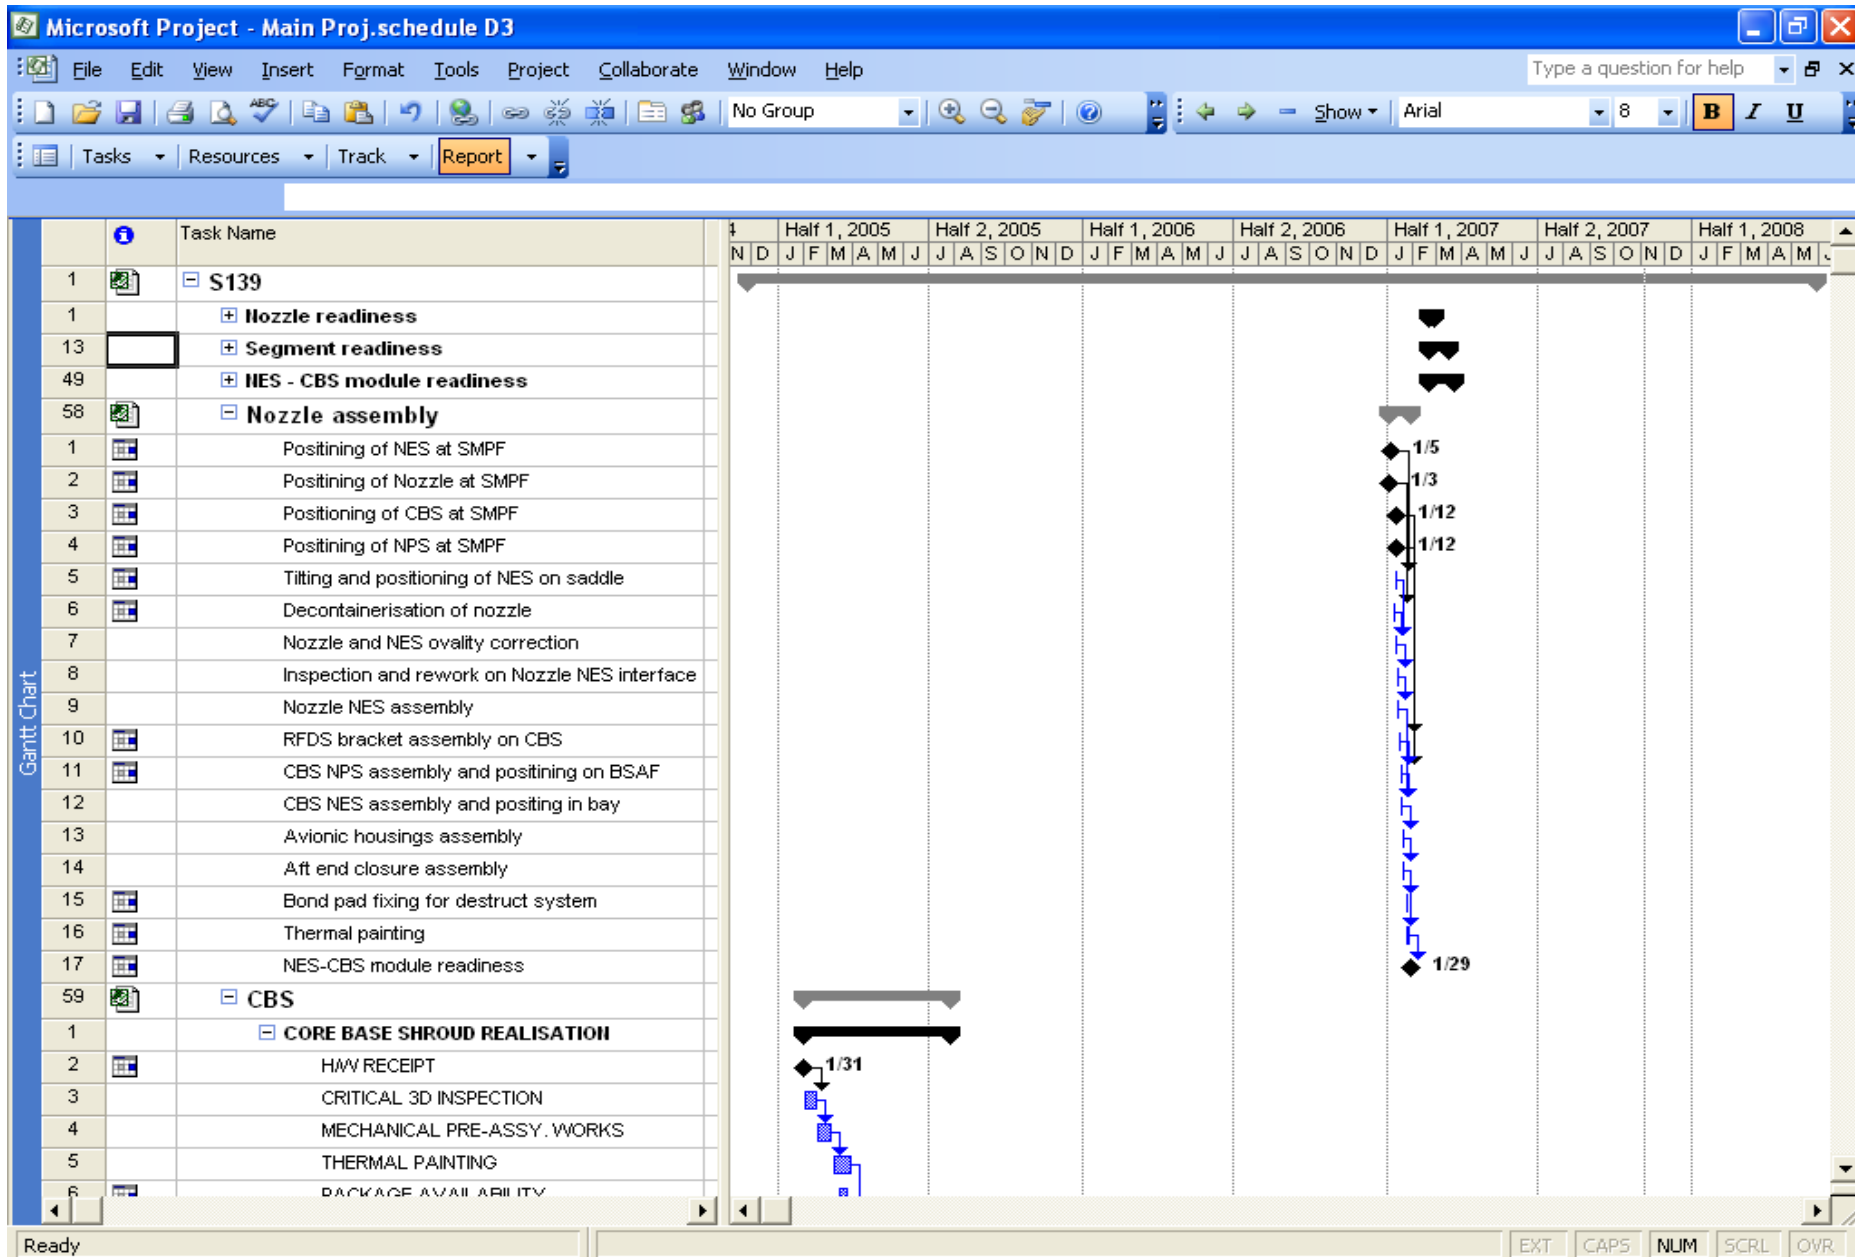 Microsoft Project - Main Proj.schedule D3
File Edit View Insert Format Tools Project Collaborate Window Help Type a question for help
ABC No Group Show Arial 8 B I U
Tasks Resources Track Report
Task Name
4 Half 1, 2005 Half 2, 2005 Half 1, 2006 Half 2, 2006 Half 1, 2007 Half 2, 2007 Half 1, 2008
N D J F M A M J J A S O N D J F M A M J J A S O N D J F M A M J J A S O N D J F M A M
1 S139
1 Nozzle readiness
13 Segment readiness
49 NES - CBS module readiness
58 Nozzle assembly
1 Positining of NES at SMPF 1/5
2 Positining of Nozzle at SMPF 1/3
3 Positioning of CBS at SMPF 1/12
4 Positining of NPS at SMPF 1/12
5 Tilting and positioning of NES on saddle
6 Decontainerisation of nozzle
7 Nozzle and NES ovality correction
8 Inspection and rework on Nozzle NES interface
9 Nozzle NES assembly
10 RFDS bracket assembly on CBS
11 CBS NPS assembly and positining on BSAF
12 CBS NES assembly and positing in bay
13 Avionic housings assembly
14 Aft end closure assembly
15 Bond pad fixing for destruct system
16 Thermal painting
17 NES-CBS module readiness 1/29
59 CBS
1 CORE BASE SHROUD REALISATION
2 H/W RECEIPT 1/31
3 CRITICAL 3D INSPECTION
4 MECHANICAL PRE-ASSY. WORKS
5 THERMAL PAINTING
6 PACKAGE AVAILABILITY
Gantt Chart
Ready EXT CAPS NUM SCRL OVR